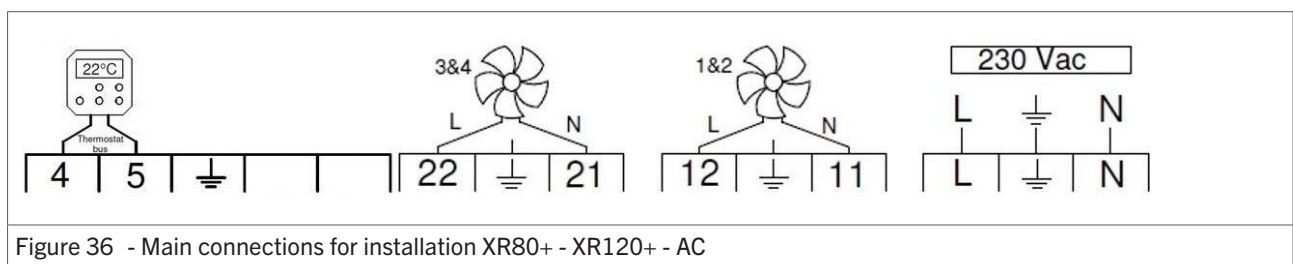 22°C
Thermostat
bus
4 5
3&4
L N
22 21
1&2
L N
12 11
230 Vac
L N
L N
Figure 36 - Main connections for installation XR80+ - XR120+ - AC